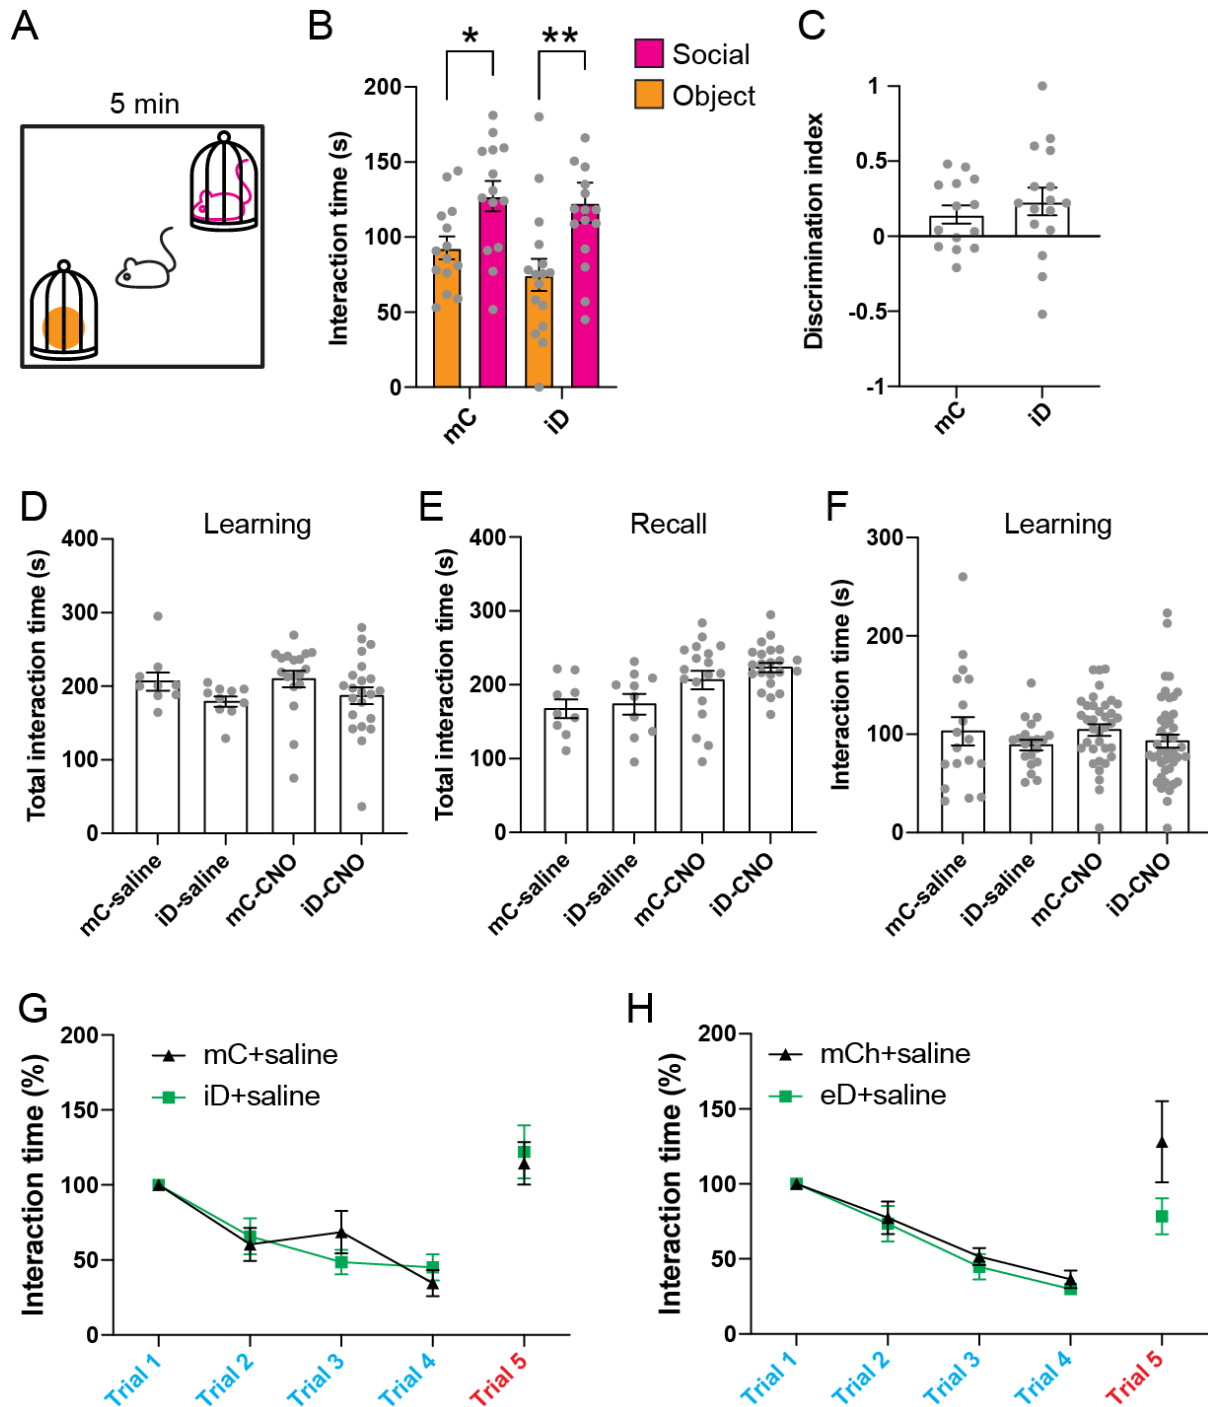 A
5 min
B
* **
Social
Object
Interaction time (s)
200
150
100
50
0
mC iD
C
Discrimination index
1
0.5
0
-0.5
-1
mC iD
D
Learning
Total interaction time (s)
400
300
200
100
0
mC-saline iD-saline mC-CNO iD-CNO
E
Recall
Total interaction time (s)
400
300
200
100
0
mC-saline iD-saline mC-CNO iD-CNO
F
Learning
Interaction time (s)
300
200
100
0
mC-saline iD-saline mC-CNO iD-CNO
G
mC+saline
iD+saline
Interaction time (%)
200
150
100
50
0
Trial 1 Trial 2 Trial 3 Trial 4 Trial 5
H
mCh+saline
eD+saline
Interaction time (%)
200
150
100
50
0
Trial 1 Trial 2 Trial 3 Trial 4 Trial 5